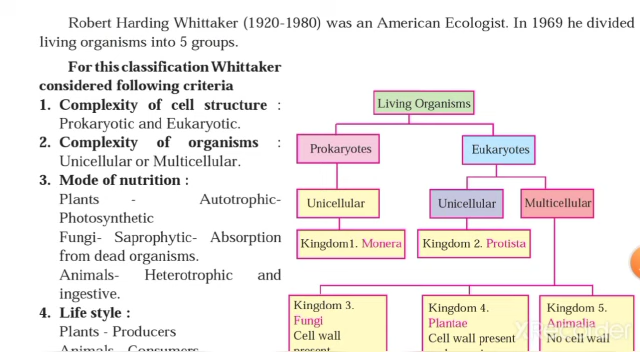 Robert Harding Whittaker (1920-1980) was an American Ecologist. In 1969 he divided
living organisms into 5 groups.
For this classification Whittaker
considered following criteria
1. Complexity of cell structure :
Prokaryotic and Eukaryotic.
2. Complexity of organisms :
Unicellular or Multicellular.
3. Mode of nutrition :
Plants - Autotrophic-
Photosynthetic
Fungi- Saprophytic- Absorption
from dead organisms.
Animals- Heterotrophic and
ingestive.
4. Life style :
Plants - Producers
Animals - Consumers
Living Organisms
Prokaryotes
Eukaryotes
Unicellular
Unicellular
Multicellular
Kingdom1. Monera
Kingdom 2. Protista
Kingdom 3.
Fungi
Cell wall
present
Kingdom 4.
Plantae
Cell wall present
Kingdom 5.
Animalia
No cell wall